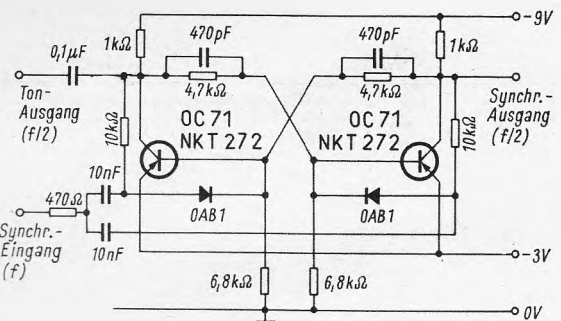 -9V
1kΩ
470pF
470pF
1kΩ
0,1µF
4,7kΩ
4,7kΩ
Ton-
Ausgang
(f/2)
10kΩ
OC 71
NKT 272
OC 71
NKT 272
10kΩ
Synchr.-
Ausgang
(f/2)
10nF
470Ω
OAB1
OAB1
Synchr.-
Eingang
(f)
10nF
-3V
6,8kΩ
6,8kΩ
0V